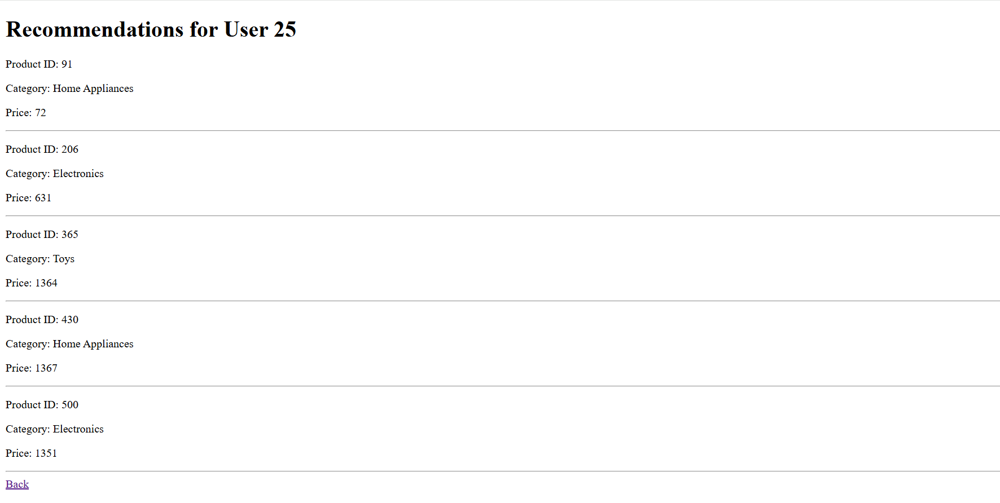 Recommendations for User 25
Product ID: 91
Category: Home Appliances
Price: 72
Product ID: 206
Category: Electronics
Price: 631
Product ID: 365
Category: Toys
Price: 1364
Product ID: 430
Category: Home Appliances
Price: 1367
Product ID: 500
Category: Electronics
Price: 1351
Back